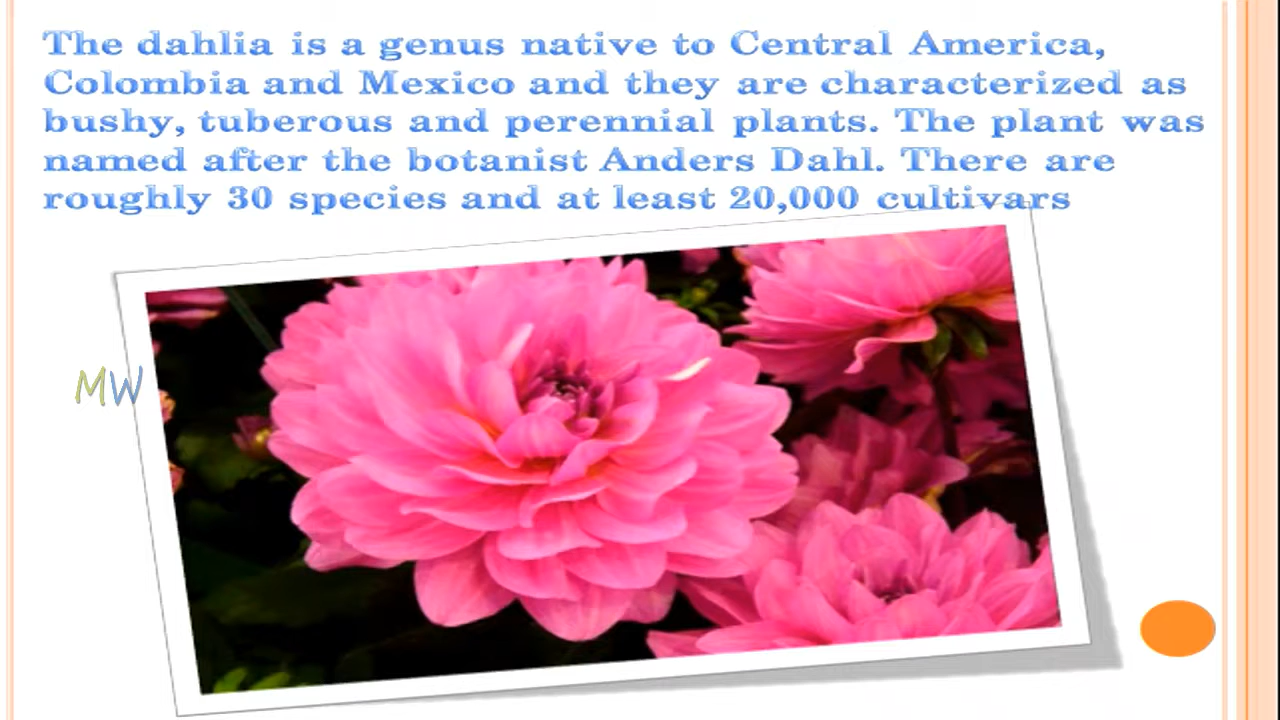 The dahlia is a genus native to Central America,
Colombia and Mexico and they are characterized as
bushy, tuberous and perennial plants. The plant was
named after the botanist Anders Dahl. There are
roughly 30 species and at least 20,000 cultivars
MW